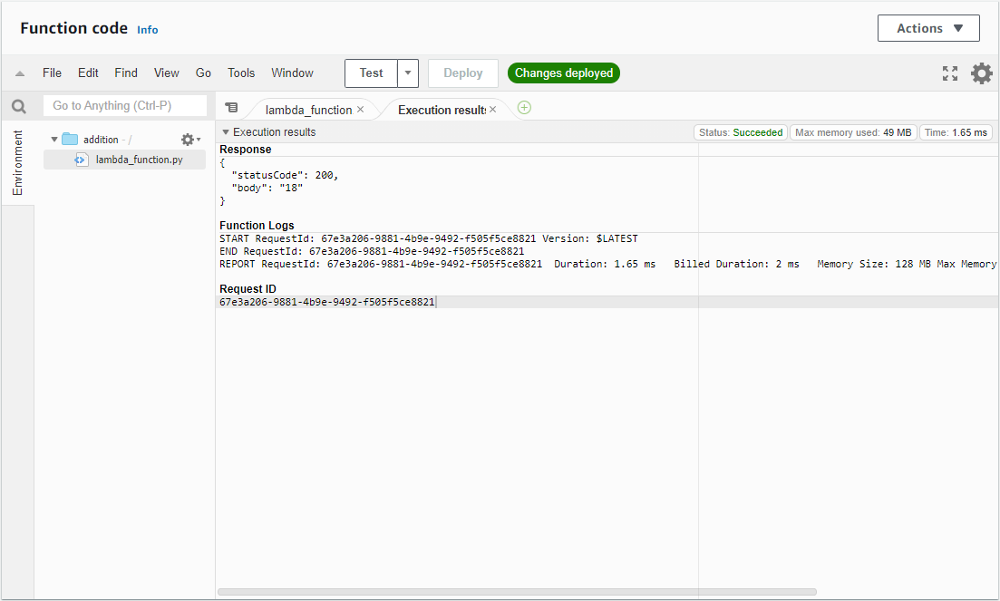 Function code Info
Actions
File Edit Find View Go Tools Window
Test
Deploy
Changes deployed
Go to Anything (Ctrl-P)
lambda_function
Execution results
Environment
addition - /
lambda_function.py
Execution results
Status: Succeeded
Max memory used: 49 MB
Time: 1.65 ms
Response
{
"statusCode": 200,
"body": "18"
}
Function Logs
START RequestId: 67e3a206-9881-4b9e-9492-f505f5ce8821 Version: $LATEST
END RequestId: 67e3a206-9881-4b9e-9492-f505f5ce8821
REPORT RequestId: 67e3a206-9881-4b9e-9492-f505f5ce8821 Duration: 1.65 ms Billed Duration: 2 ms Memory Size: 128 MB Max Memory
Request ID
67e3a206-9881-4b9e-9492-f505f5ce8821